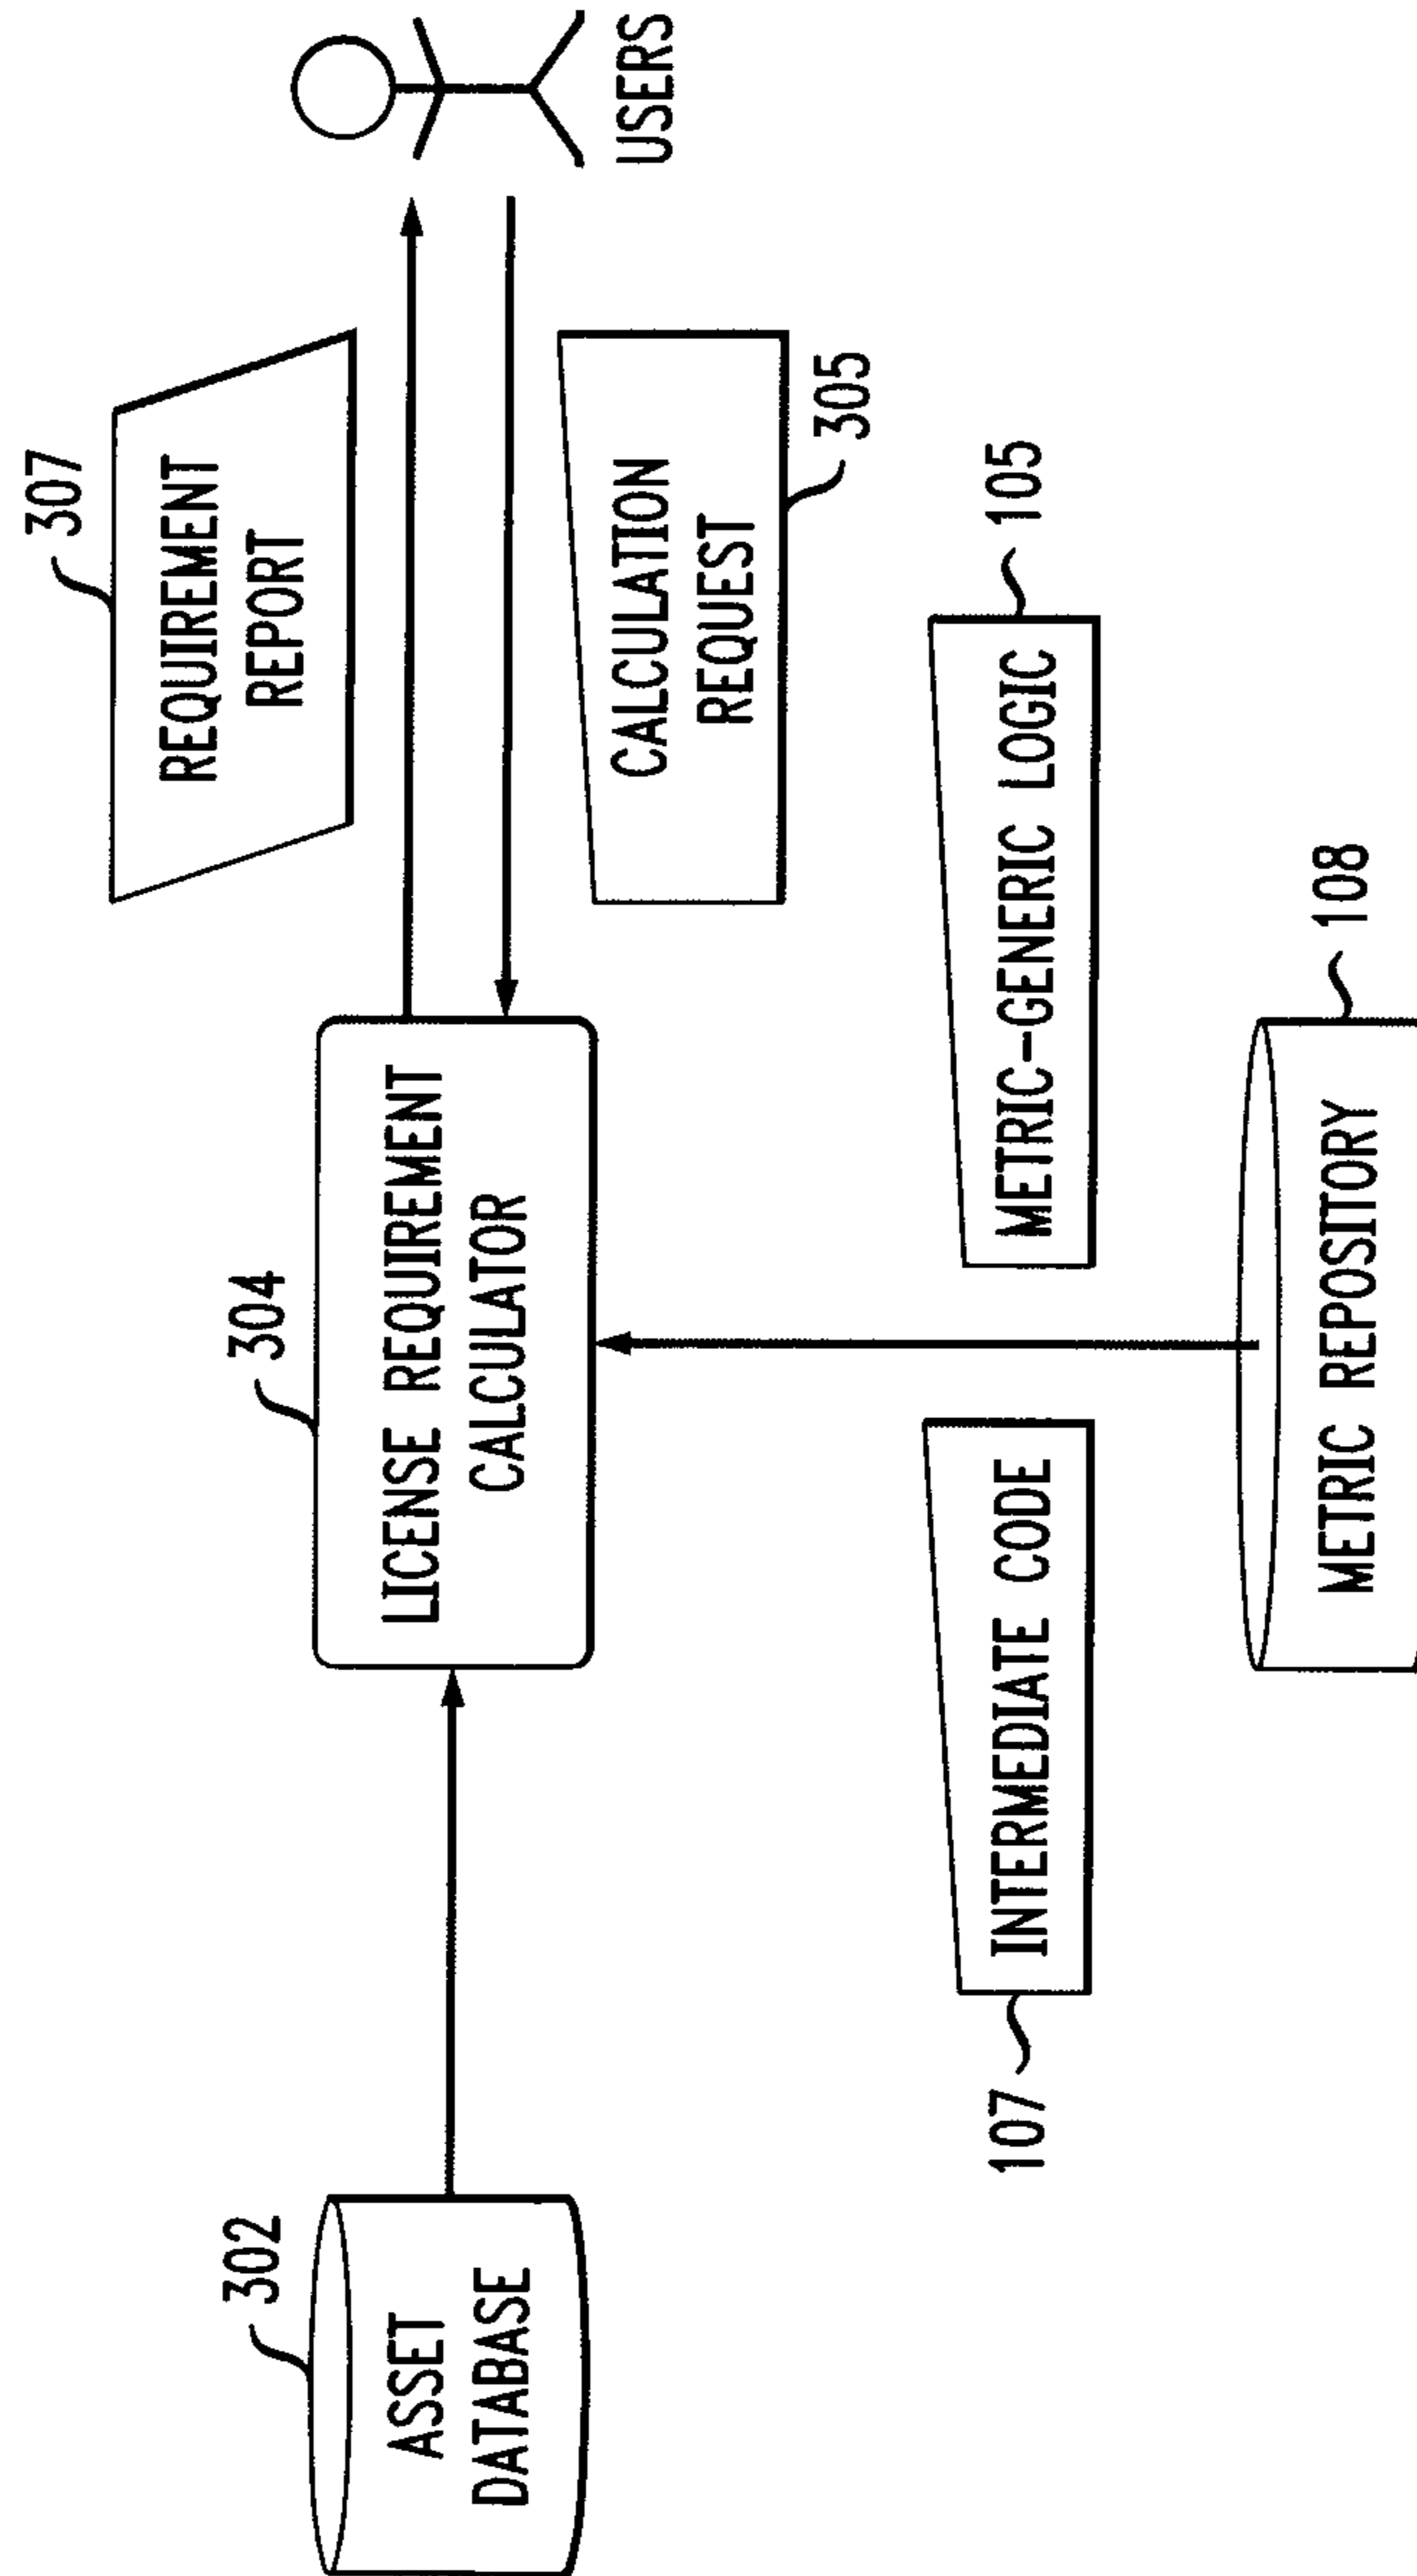 307
REQUIREMENT
REPORT
USERS
302
ASSET
DATABASE
304
LICENSE REQUIREMENT
CALCULATOR
CALCULATION
REQUEST
305
107
INTERMEDIATE CODE
METRIC-GENERIC LOGIC
105
METRIC REPOSITORY
108